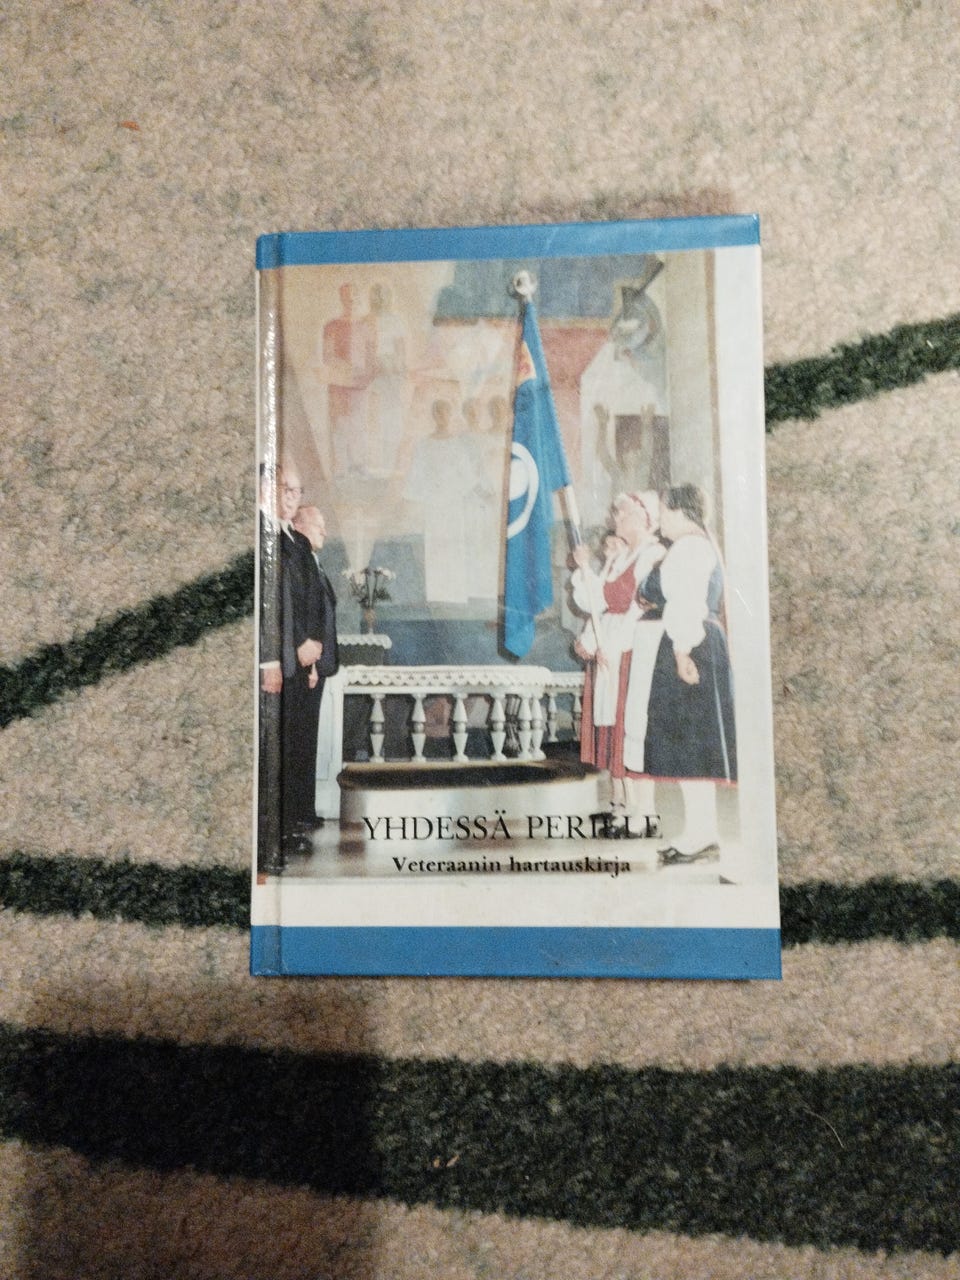 YHDESSÄ PERILLE
Veteraanin hartauskirja